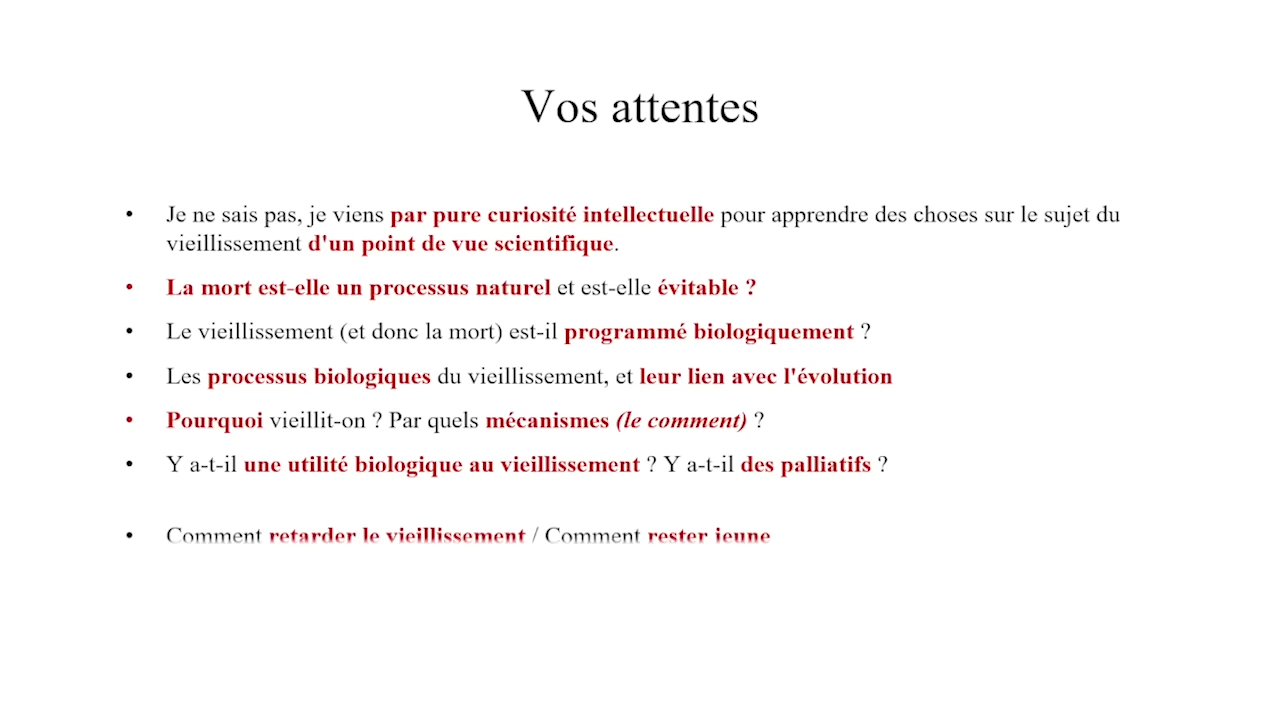 Vos attentes
• Je ne sais pas, je viens par pure curiosité intellectuelle pour apprendre des choses sur le sujet du
vieillissement d'un point de vue scientifique.
• La mort est-elle un processus naturel et est-elle évitable ?
• Le vieillissement (et donc la mort) est-il programmé biologiquement ?
• Les processus biologiques du vieillissement, et leur lien avec l'évolution
• Pourquoi vieillit-on ? Par quels mécanismes (le comment) ?
• Y a-t-il une utilité biologique au vieillissement ? Y a-t-il des palliatifs ?
• Comment retarder le vieillissement / Comment rester jeune